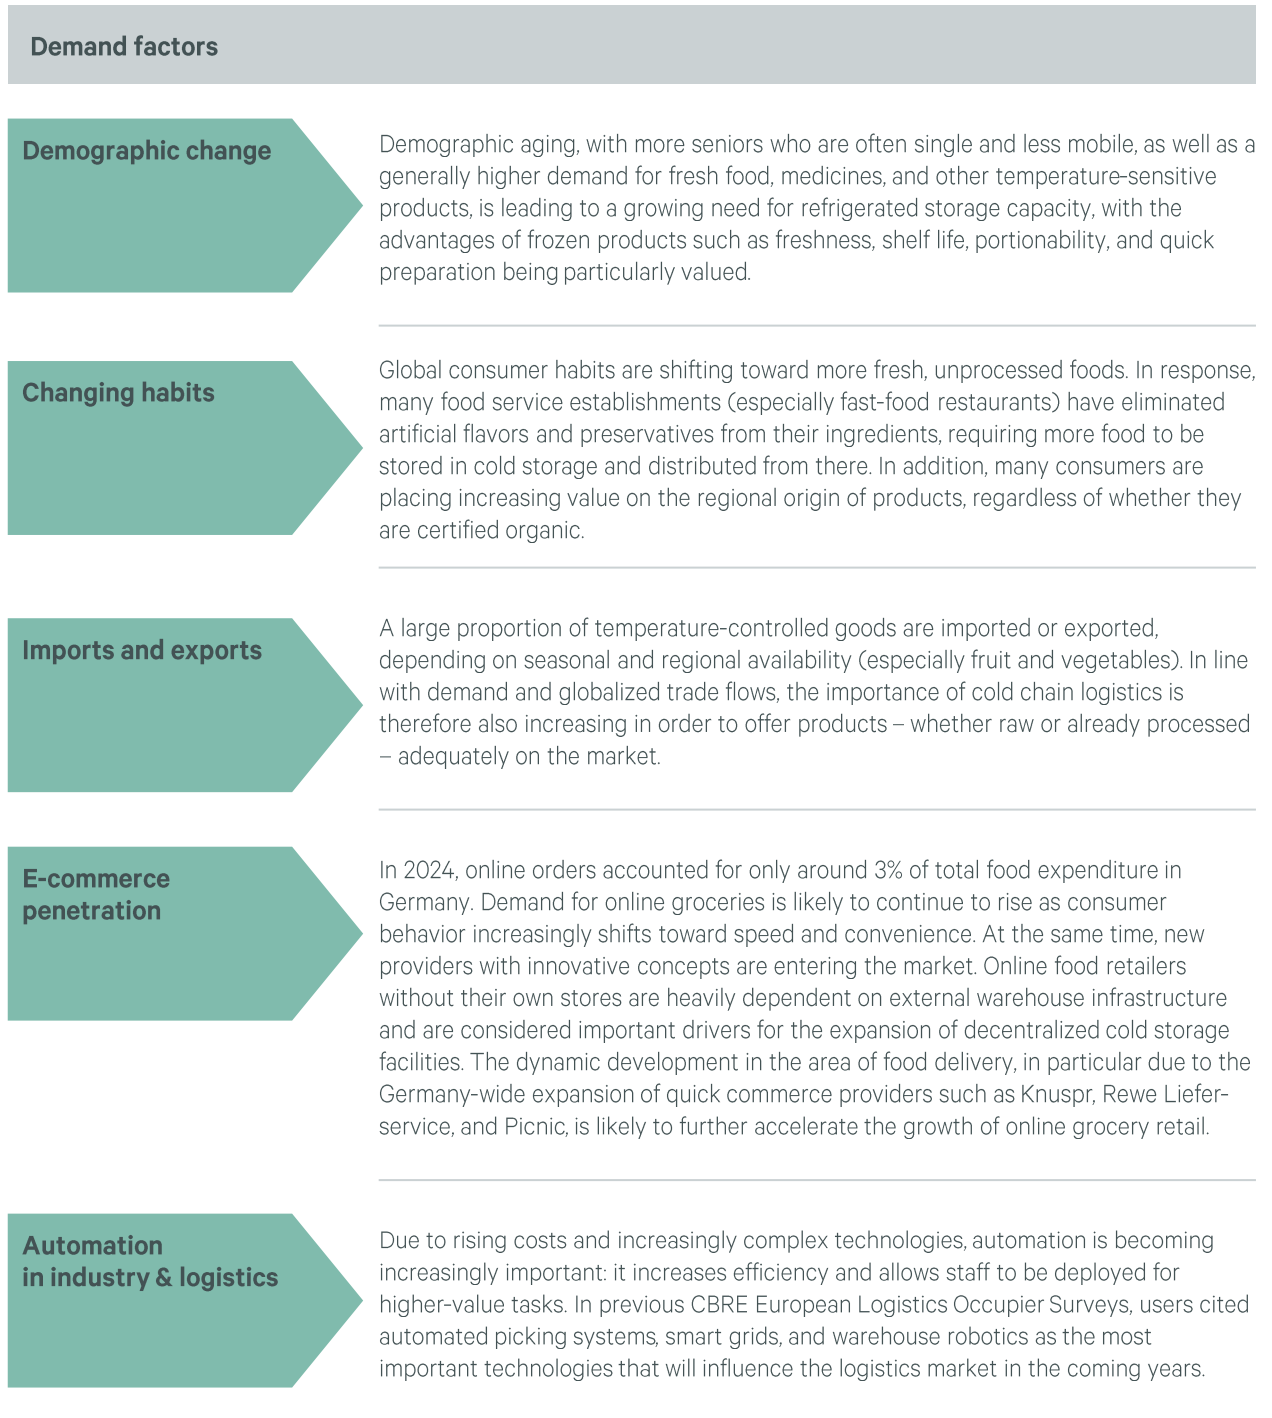 Demand factors
Demographic change
Demographic aging, with more seniors who are often single and less mobile, as well as a
generally higher demand for fresh food, medicines, and other temperature-sensitive
products, is leading to a growing need for refrigerated storage capacity, with the
advantages of frozen products such as freshness, shelf life, portionability, and quick
preparation being particularly valued.
Changing habits
Global consumer habits are shifting toward more fresh, unprocessed foods. In response,
many food service establishments (especially fast-food restaurants) have eliminated
artificial flavors and preservatives from their ingredients, requiring more food to be
stored in cold storage and distributed from there. In addition, many consumers are
placing increasing value on the regional origin of products, regardless of whether they
are certified organic.
Imports and exports
A large proportion of temperature-controlled goods are imported or exported,
depending on seasonal and regional availability (especially fruit and vegetables). In line
with demand and globalized trade flows, the importance of cold chain logistics is
therefore also increasing in order to offer products – whether raw or already processed
– adequately on the market.
E-commerce
penetration
In 2024, online orders accounted for only around 3% of total food expenditure in
Germany. Demand for online groceries is likely to continue to rise as consumer
behavior increasingly shifts toward speed and convenience. At the same time, new
providers with innovative concepts are entering the market. Online food retailers
without their own stores are heavily dependent on external warehouse infrastructure
and are considered important drivers for the expansion of decentralized cold storage
facilities. The dynamic development in the area of food delivery, in particular due to the
Germany-wide expansion of quick commerce providers such as Knuspr, Rewe Liefer-
service, and Picnic, is likely to further accelerate the growth of online grocery retail.
Automation
in industry & logistics
Due to rising costs and increasingly complex technologies, automation is becoming
increasingly important: it increases efficiency and allows staff to be deployed for
higher-value tasks. In previous CBRE European Logistics Occupier Surveys, users cited
automated picking systems, smart grids, and warehouse robotics as the most
important technologies that will influence the logistics market in the coming years.